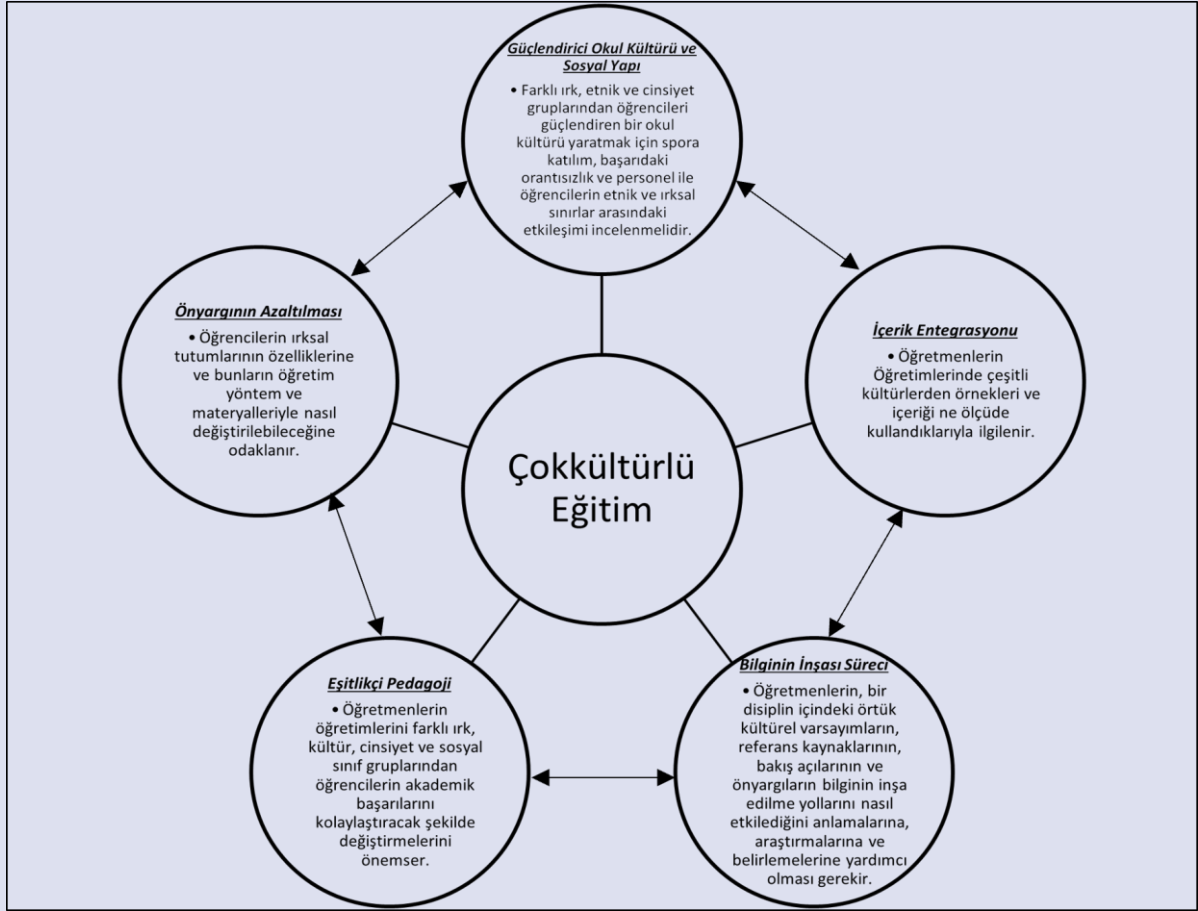 Güçlendirici Okul Kültürü ve
Sosyal Yapı
• Farklı ırk, etnik ve cinsiyet
gruplarından öğrencileri
güçlendiren bir okul
kültürü yaratmak için spora
katılım, başarıdaki
orantısızlık ve personel ile
öğrencilerin etnik ve ırksal
sınırlar arasındaki
etkileşimi incelenmelidir.
Önyargının Azaltılması
• Öğrencilerin ırksal
tutumlarının özelliklerine
ve bunların öğretim
yöntem ve
materyalleriyle nasıl
değiştirilebileceğine
odaklanır.
İçerik Entegrasyonu
• Öğretmenlerin
Öğretimlerinde çeşitli
kültürlerden örnekleri ve
içeriği ne ölçüde
kullandıklarıyla ilgilenir.
Çokkültürlü
Eğitim
Eşitlikçi Pedagoji
• Öğretmenlerin
öğretimlerini farklı ırk,
kültür, cinsiyet ve sosyal
sınıf gruplarından
öğrencilerin akademik
başarılarını
kolaylaştıracak şekilde
değiştirmelerini
önemser.
Bilginin İnşası Süreci
• Öğretmenlerin, bir
disiplin içindeki örtük
kültürel varsayımların,
referans kaynaklarının,
bakış açılarının ve
önyargıların bilginin inşa
edilme yollarını nasıl
etkilediğini anlamalarına,
araştırmalarına ve
belirlemelerine yardımcı
olması gerekir.